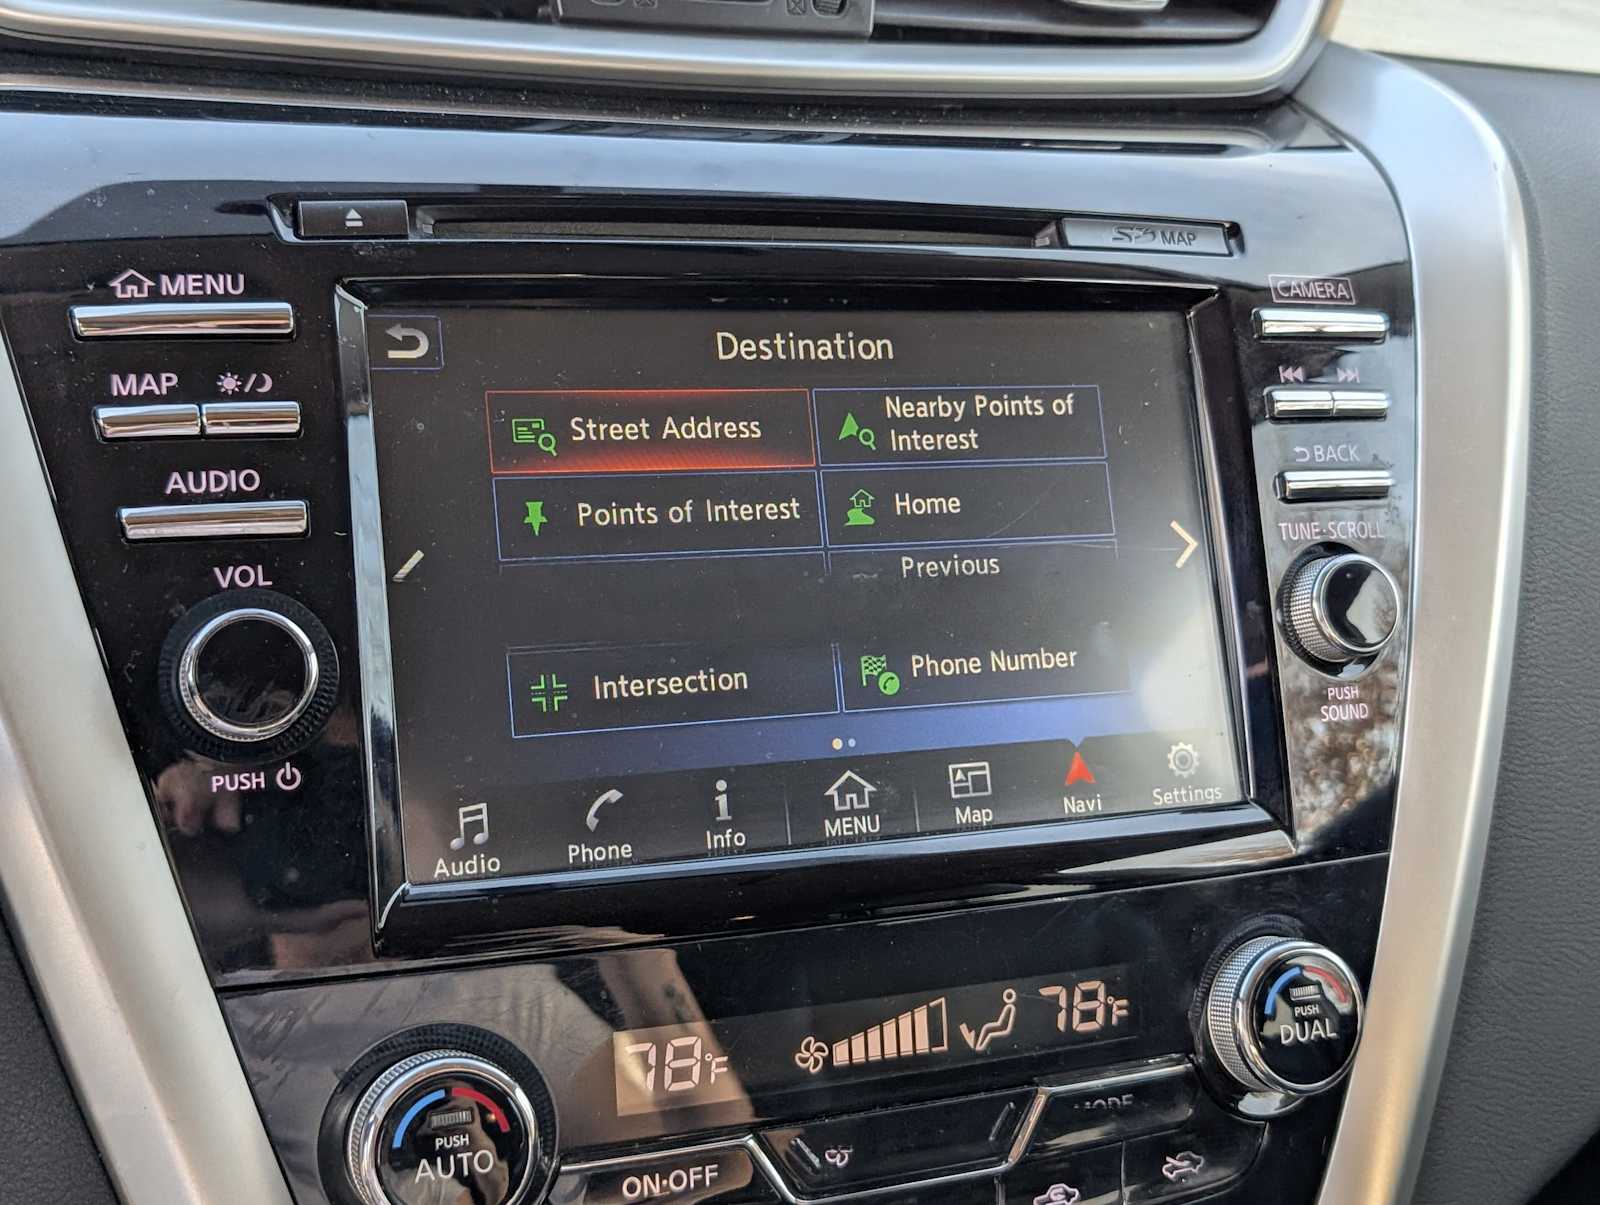 MAP
MENU
CAMERA
MAP
Destination
Street Address
Nearby Points of
Interest
AUDIO
BACK
Points of Interest
Home
TUNE·SCROLL
Previous
VOL
Intersection
Phone Number
PUSH
SOUND
PUSH
Audio
Phone
Info
MENU
Map
Navi
Settings
78°F
78°F
PUSH
DUAL
MODE
PUSH
AUTO
ON·OFF